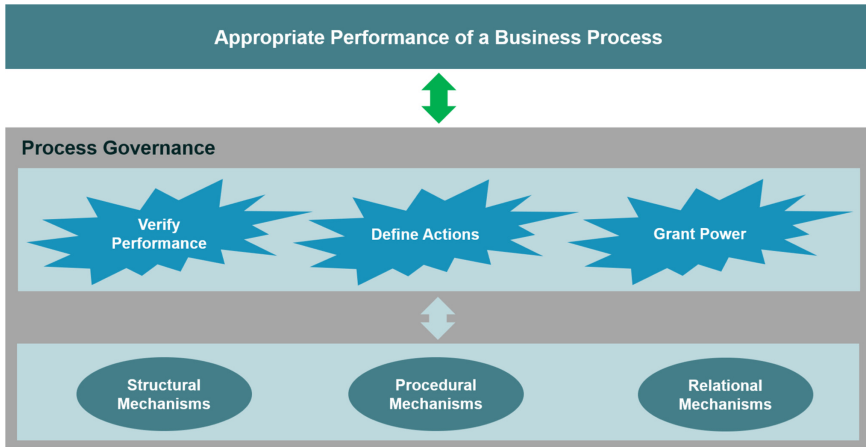 Appropriate Performance of a Business Process
Process Governance
Verify
Performance
Define Actions
Grant Power
Structural
Mechanisms
Procedural
Mechanisms
Relational
Mechanisms